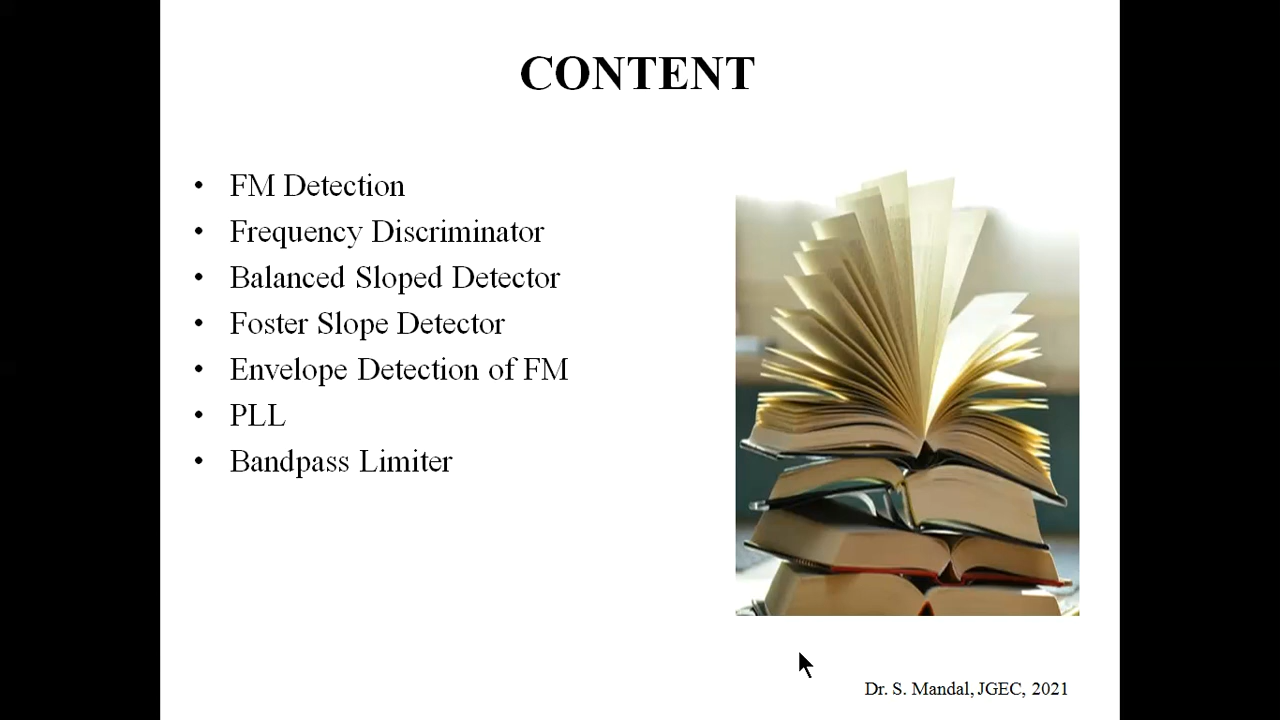 CONTENT
• FM Detection
• Frequency Discriminator
• Balanced Sloped Detector
• Foster Slope Detector
• Envelope Detection of FM
• PLL
• Bandpass Limiter
Dr. S. Mandal, JGEC, 2021